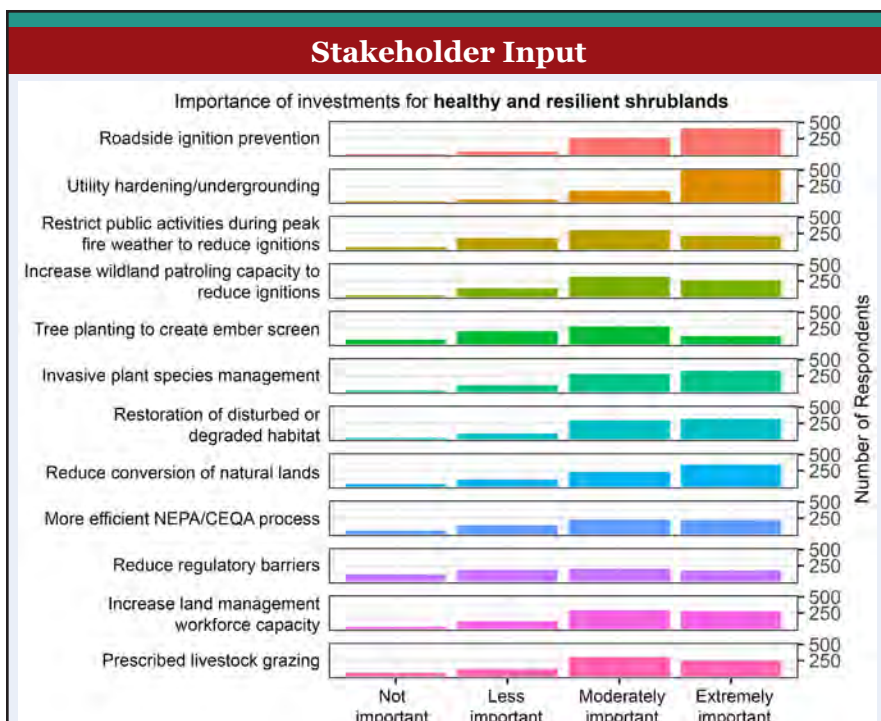 Stakeholder Input
Importance of investments for healthy and resilient shrublands
Roadside ignition prevention
500
250
Utility hardening/undergrounding
500
250
Restrict public activities during peak
fire weather to reduce ignitions
500
250
Increase wildland patroling capacity to
reduce ignitions
500
250
Tree planting to create ember screen
500
250
Invasive plant species management
500
250
Restoration of disturbed or
degraded habitat
500
250
Reduce conversion of natural lands
500
250
More efficient NEPA/CEQA process
500
250
Reduce regulatory barriers
500
250
Increase land management
workforce capacity
500
250
Prescribed livestock grazing
500
250
Number of Respondents
Not
important
Less
important
Moderately
important
Extremely
important